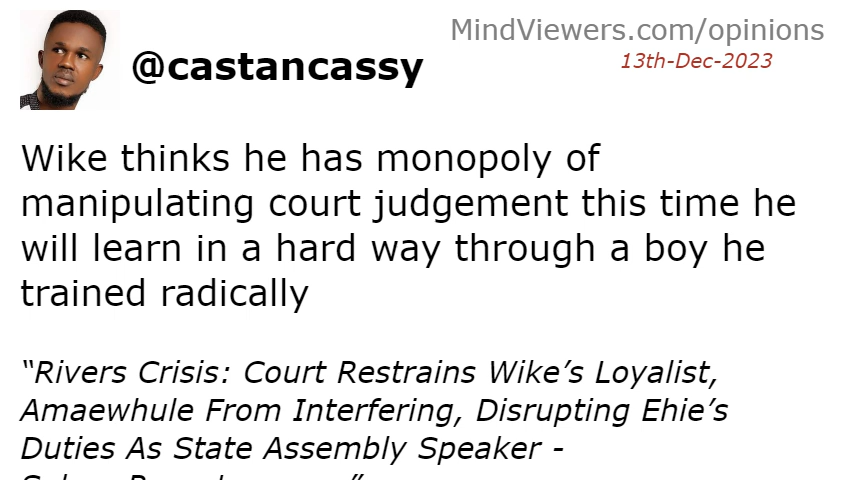 MindViewers.com/opinions
13th-Dec-2023
@castancassy
Wike thinks he has monopoly of
manipulating court judgement this time he
will learn in a hard way through a boy he
trained radically
“Rivers Crisis: Court Restrains Wike’s Loyalist,
Amaewhule From Interfering, Disrupting Ehie’s
Duties As State Assembly Speaker -